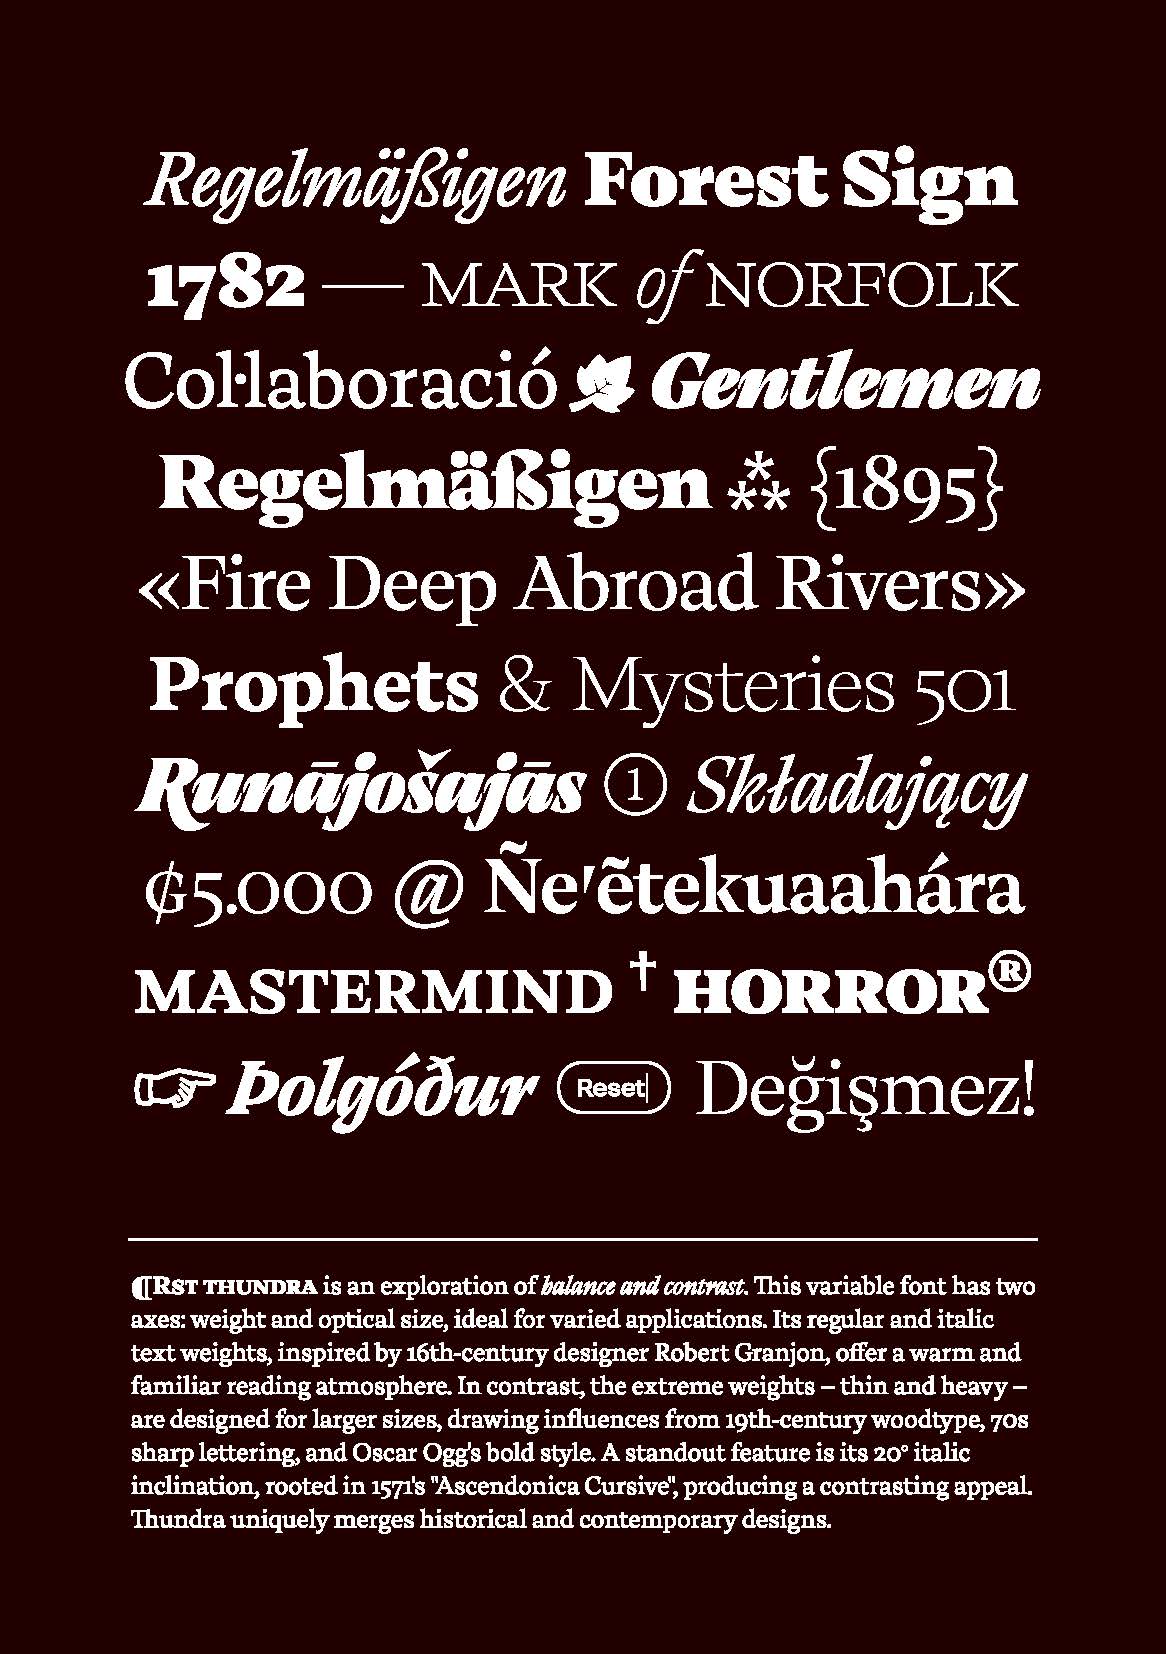 Regelmäßigen Forest Sign
1782 — MARK of NORFOLK
Col·laboració ❧ Gentlemen
Regelmäßigen ⁂ {1895}
«Fire Deep Abroad Rivers»
Prophets & Mysteries 501
Runājošajās ① Składający
₲5.000 @ Ñe'ẽtekuaahára
MASTERMIND † HORROR®
☞ Þolgóður Reset Değişmez!
¶RST THUNDRA is an exploration of balance and contrast. This variable font has two
axes: weight and optical size, ideal for varied applications. Its regular and italic
text weights, inspired by 16th-century designer Robert Granjon, offer a warm and
familiar reading atmosphere. In contrast, the extreme weights – thin and heavy –
are designed for larger sizes, drawing influences from 19th-century woodtype, 70s
sharp lettering, and Oscar Ogg's bold style. A standout feature is its 20° italic
inclination, rooted in 1571's "Ascendonica Cursive", producing a contrasting appeal.
Thundra uniquely merges historical and contemporary designs.